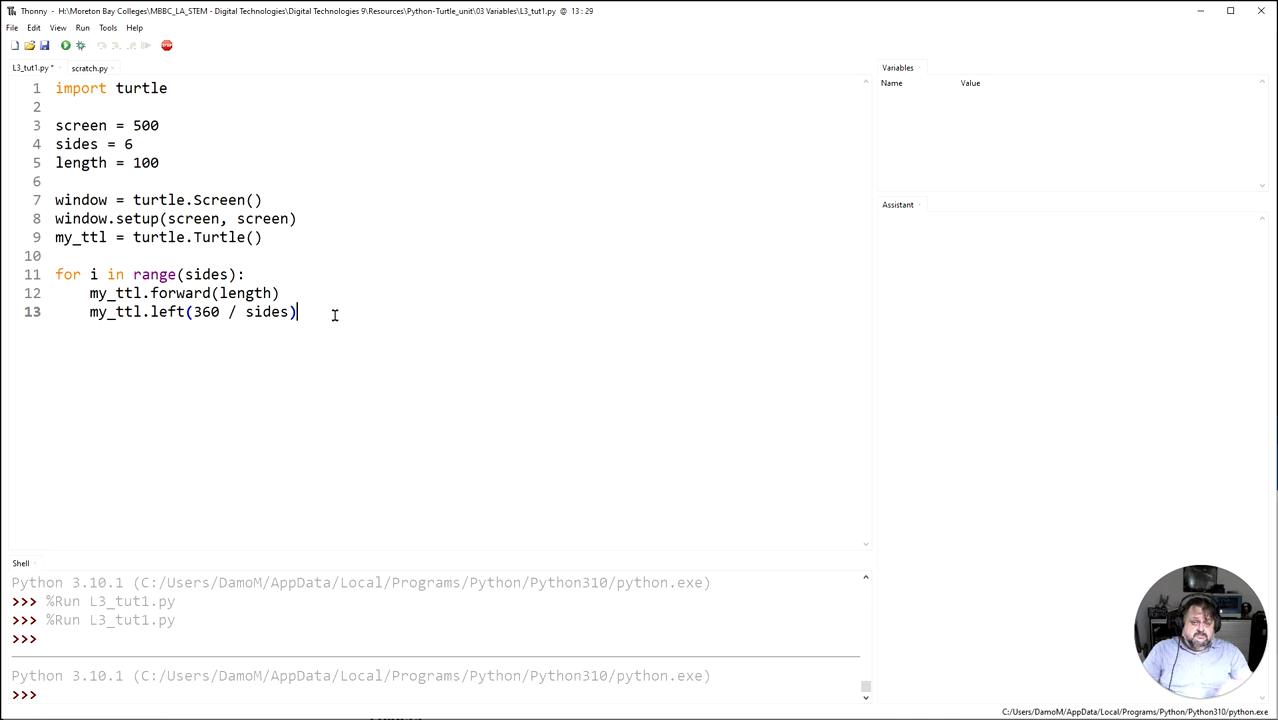 Thonny - H:\Moreton Bay Colleges\MBBC_LA_STEM - Digital Technologies\Digital Technologies 9\Resources\Python-Turtle_unit\03 Variables\L3_tut1.py @ 13 : 29
File Edit View Run Tools Help
L3_tut1.py * × scratch.py ×
1 import turtle
2
3 screen = 500
4 sides = 6
5 length = 100
6
7 window = turtle.Screen()
8 window.setup(screen, screen)
9 my_ttl = turtle.Turtle()
10
11 for i in range(sides):
12     my_ttl.forward(length)
13     my_ttl.left(360 / sides)
Variables ×
Name Value
Assistant ×
Shell ×
Python 3.10.1 (C:/Users/DamoM/AppData/Local/Programs/Python/Python310/python.exe)
>>> %Run L3_tut1.py
>>> %Run L3_tut1.py
>>>
Python 3.10.1 (C:/Users/DamoM/AppData/Local/Programs/Python/Python310/python.exe)
>>>
C:/Users/DamoM/AppData/Local/Programs/Python/Python310/python.exe